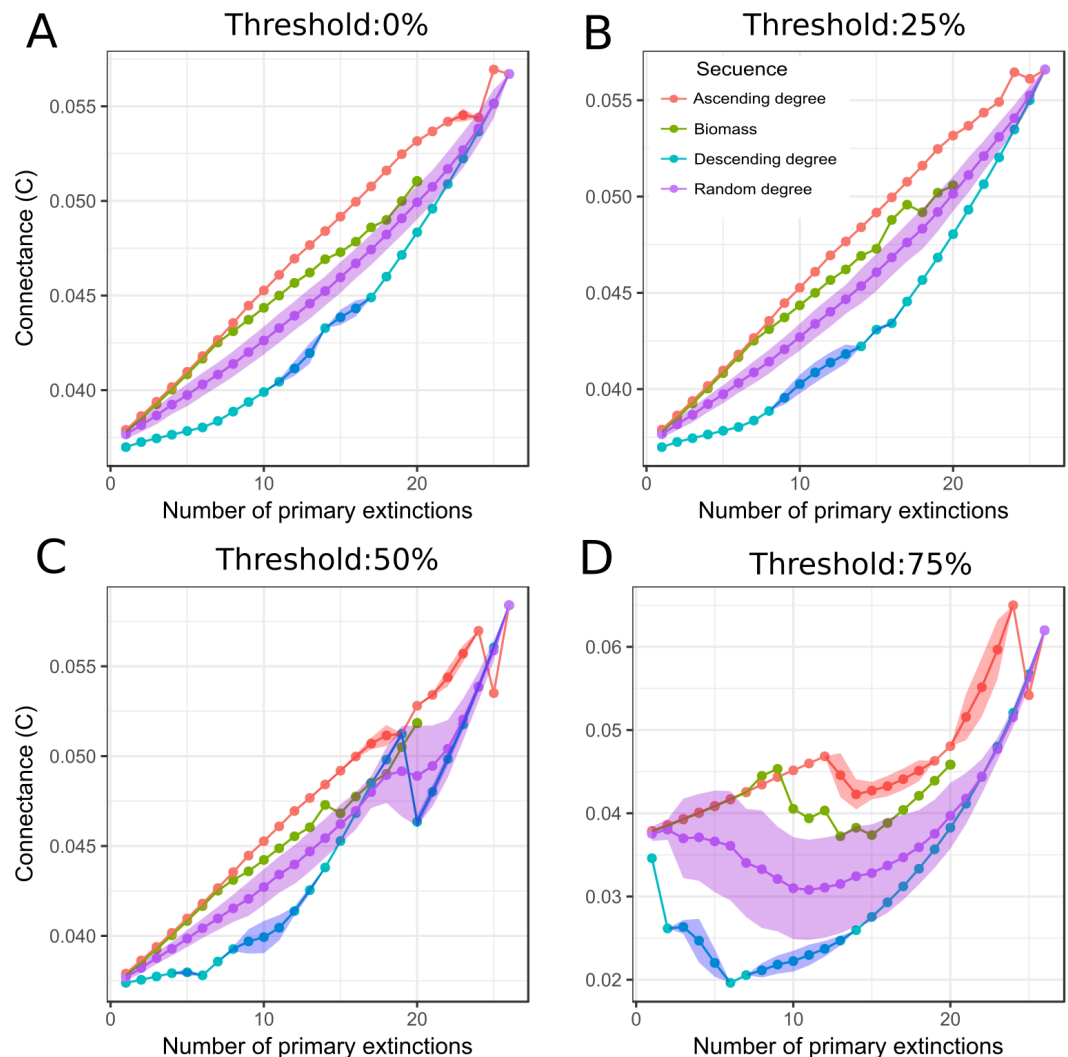 A
Threshold:0%
Connectance (C)
0.055
0.050
0.045
0.040
0
10
20
Number of primary extinctions
B
Threshold:25%
Secuence
Ascending degree
Biomass
Descending degree
Random degree
0.055
0.050
0.045
0.040
0
10
20
Number of primary extinctions
C
Threshold:50%
Connectance (C)
0.055
0.050
0.045
0.040
0
10
20
Number of primary extinctions
D
Threshold:75%
0.06
0.05
0.04
0.03
0.02
0
10
20
Number of primary extinctions